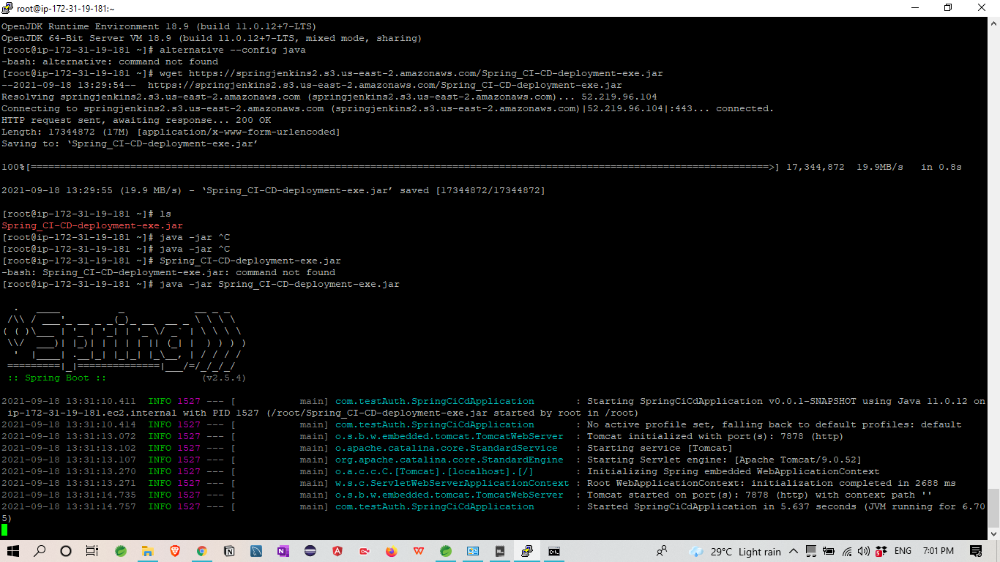 root@ip-172-31-19-181:~
OpenJDK Runtime Environment 18.9 (build 11.0.12+7-LTS)
OpenJDK 64-Bit Server VM 18.9 (build 11.0.12+7-LTS, mixed mode, sharing)
[root@ip-172-31-19-181 ~]# alternative --config java
-bash: alternative: command not found
[root@ip-172-31-19-181 ~]# wget https://springjenkins2.s3.us-east-2.amazonaws.com/Spring_CI-CD-deployment-exe.jar
--2021-09-18 13:29:54--  https://springjenkins2.s3.us-east-2.amazonaws.com/Spring_CI-CD-deployment-exe.jar
Resolving springjenkins2.s3.us-east-2.amazonaws.com (springjenkins2.s3.us-east-2.amazonaws.com)... 52.219.96.104
Connecting to springjenkins2.s3.us-east-2.amazonaws.com (springjenkins2.s3.us-east-2.amazonaws.com)|52.219.96.104|:443... connected.
HTTP request sent, awaiting response... 200 OK
Length: 17344872 (17M) [application/x-www-form-urlencoded]
Saving to: ‘Spring_CI-CD-deployment-exe.jar’
100%[==============================================================================>] 17,344,872  19.9MB/s   in 0.8s
2021-09-18 13:29:55 (19.9 MB/s) - ‘Spring_CI-CD-deployment-exe.jar’ saved [17344872/17344872]
[root@ip-172-31-19-181 ~]# ls
Spring_CI-CD-deployment-exe.jar
[root@ip-172-31-19-181 ~]# java -jar ^C
[root@ip-172-31-19-181 ~]# java -jar ^C
[root@ip-172-31-19-181 ~]# Spring_CI-CD-deployment-exe.jar
-bash: Spring_CI-CD-deployment-exe.jar: command not found
[root@ip-172-31-19-181 ~]# java -jar Spring_CI-CD-deployment-exe.jar
Spring
:: Spring Boot :: (v2.5.4)
2021-09-18 13:31:10.411  INFO 1527 --- [           main] com.testAuth.SpringCiCdApplication       : Starting SpringCiCdApplication v0.0.1-SNAPSHOT using Java 11.0.12 on
ip-172-31-19-181.ec2.internal with PID 1527 (/root/Spring_CI-CD-deployment-exe.jar started by root in /root)
2021-09-18 13:31:10.414  INFO 1527 --- [           main] com.testAuth.SpringCiCdApplication       : No active profile set, falling back to default profiles: default
2021-09-18 13:31:13.072  INFO 1527 --- [           main] o.s.b.w.embedded.tomcat.TomcatWebServer  : Tomcat initialized with port(s): 7878 (http)
2021-09-18 13:31:13.102  INFO 1527 --- [           main] o.apache.catalina.core.StandardService   : Starting service [Tomcat]
2021-09-18 13:31:13.107  INFO 1527 --- [           main] org.apache.catalina.core.StandardEngine  : Starting Servlet engine: [Apache Tomcat/9.0.52]
2021-09-18 13:31:13.270  INFO 1527 --- [           main] o.a.c.c.C.[Tomcat].[localhost].[/]       : Initializing Spring embedded WebApplicationContext
2021-09-18 13:31:13.271  INFO 1527 --- [           main] w.s.c.ServletWebServerApplicationContext : Root WebApplicationContext: initialization completed in 2688 ms
2021-09-18 13:31:14.735  INFO 1527 --- [           main] o.s.b.w.embedded.tomcat.TomcatWebServer  : Tomcat started on port(s): 7878 (http) with context path ''
2021-09-18 13:31:14.757  INFO 1527 --- [           main] com.testAuth.SpringCiCdApplication       : Started SpringCiCdApplication in 5.637 seconds (JVM running for 6.70
5)
29°C Light rain ENG 7:01 PM